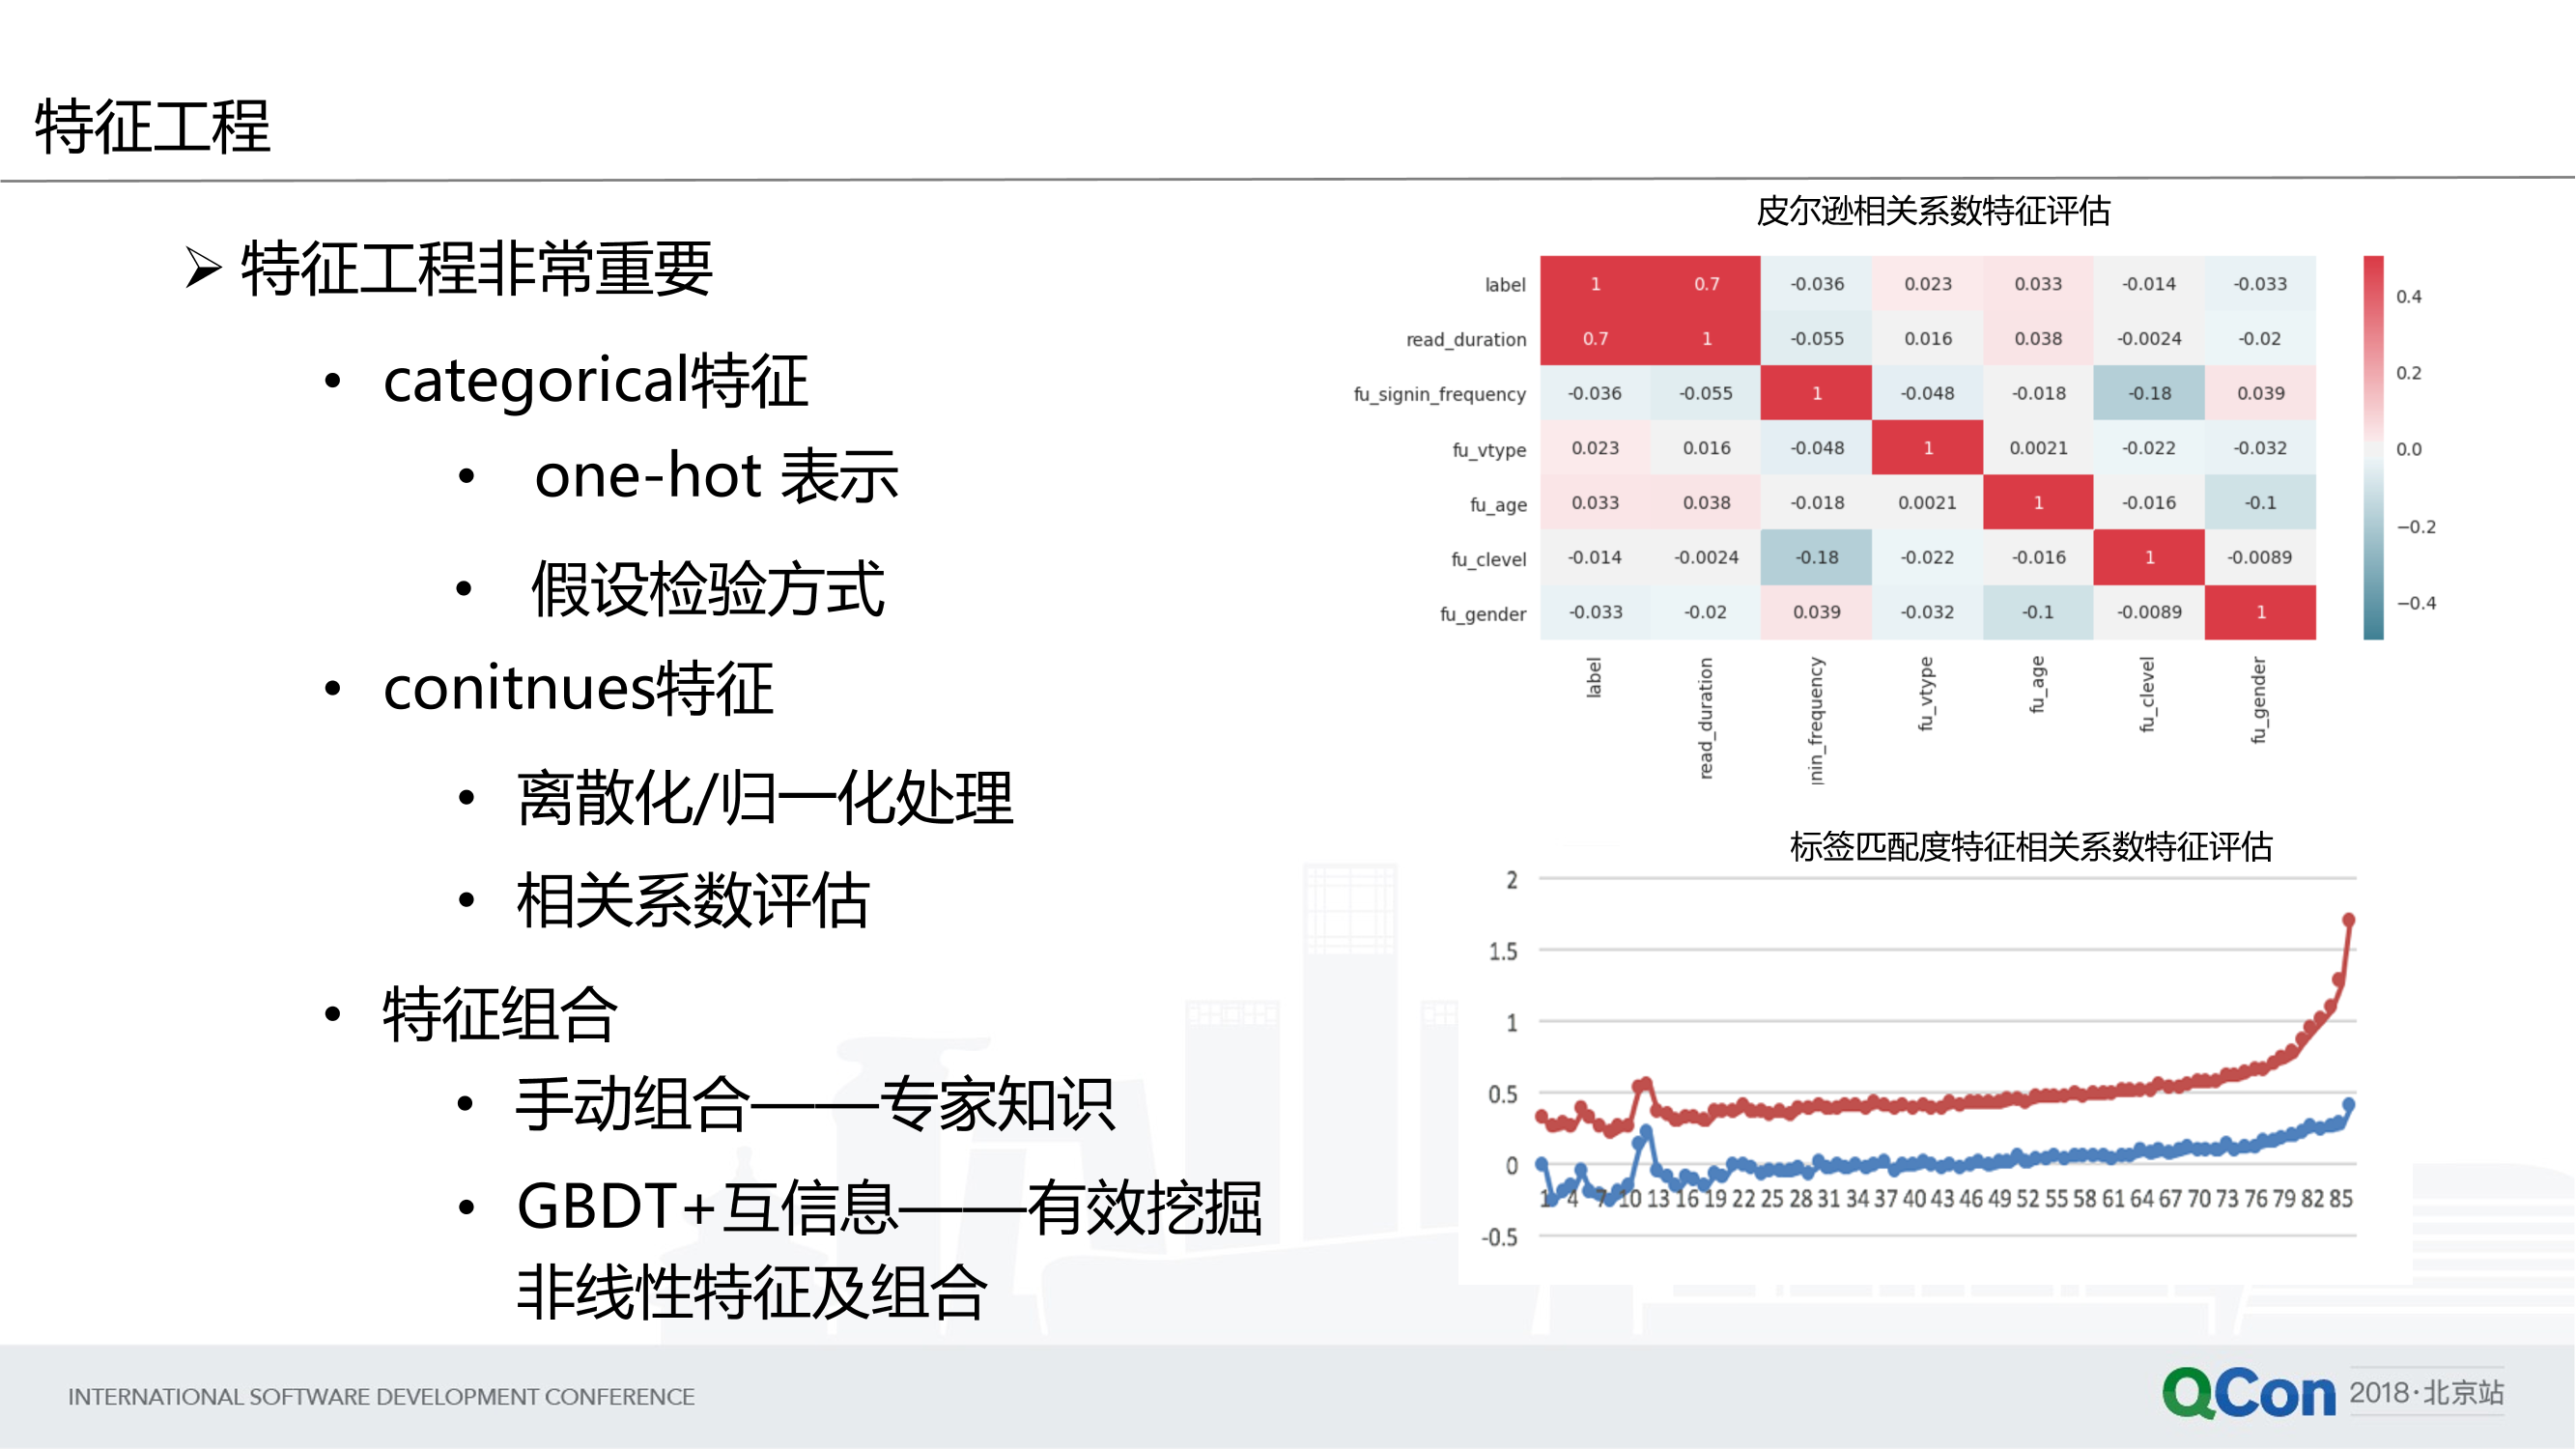 特征工程
特征工程非常重要
• categorical特征
• one-hot 表示
• 假设检验方式
• conitnues特征
• 离散化/归一化处理
• 相关系数评估
• 特征组合
• 手动组合——专家知识
• GBDT+互信息——有效挖掘
非线性特征及组合
皮尔逊相关系数特征评估
label 1 0.7 -0.036 0.023 0.033 -0.014 -0.033
read_duration 0.7 1 -0.055 0.016 0.038 -0.0024 -0.02
fu_signin_frequency -0.036 -0.055 1 -0.048 -0.018 -0.18 0.039
fu_vtype 0.023 0.016 -0.048 1 0.0021 -0.022 -0.032
fu_age 0.033 0.038 -0.018 0.0021 1 -0.016 -0.1
fu_clevel -0.014 -0.0024 -0.18 -0.022 -0.016 1 -0.0089
fu_gender -0.033 -0.02 0.039 -0.032 -0.1 -0.0089 1
label
read_duration
nin_frequency
fu_vtype
fu_age
fu_clevel
fu_gender
0.4
0.2
0.0
−0.2
−0.4
标签匹配度特征相关系数特征评估
2
1.5
1
0.5
0
-0.5
1 4 7 10 13 16 19 22 25 28 31 34 37 40 43 46 49 52 55 58 61 64 67 70 73 76 79 82 85
INTERNATIONAL SOFTWARE DEVELOPMENT CONFERENCE
QCon 2018·北京站